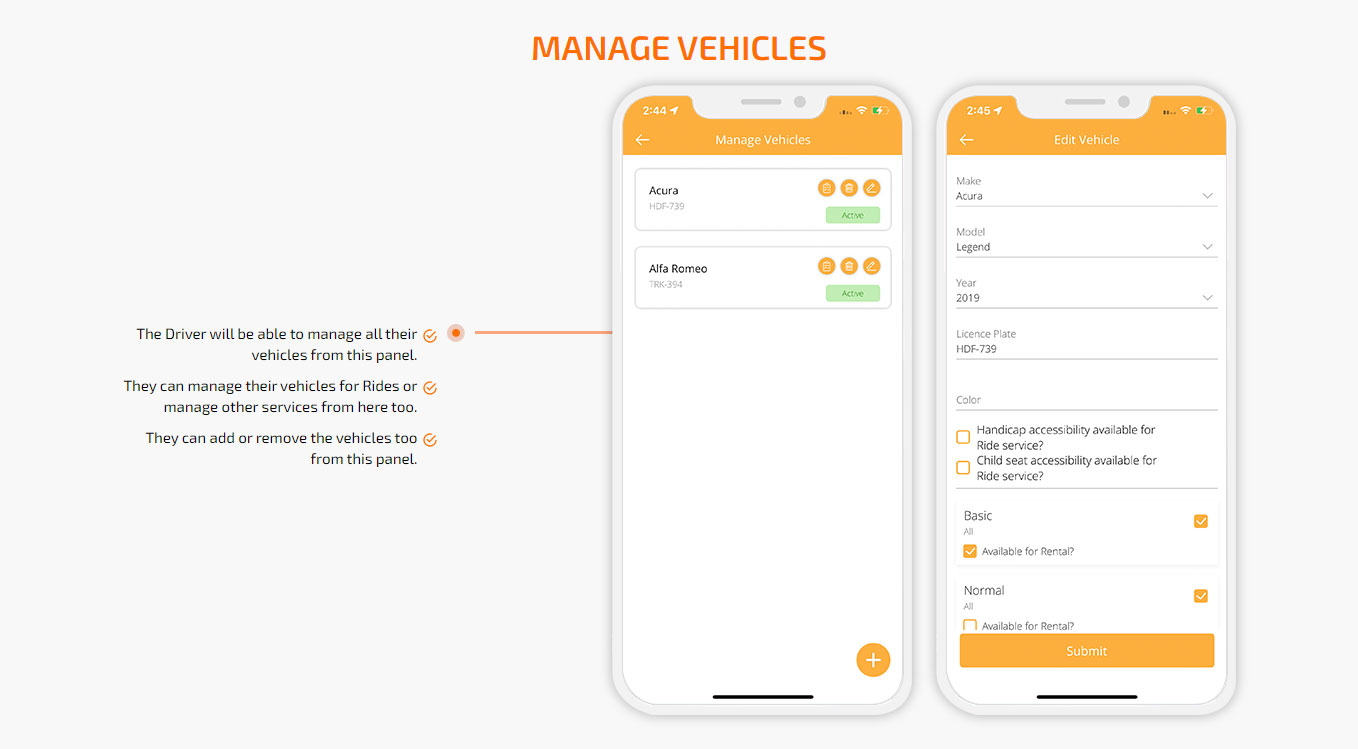 MANAGE VEHICLES
The Driver will be able to manage all their
vehicles from this panel.
They can manage their vehicles for Rides or
manage other services from here too.
They can add or remove the vehicles too
from this panel.
2:44
Manage Vehicles
Acura
HDF-739
Active
Alfa Romeo
TRK-394
Active
2:45
Edit Vehicle
Make
Acura
Model
Legend
Year
2019
Licence Plate
HDF-739
Color
Handicap accessibility available for
Ride service?
Child seat accessibility available for
Ride service?
Basic
All
Available for Rental?
Normal
All
Available for Rental?
Submit